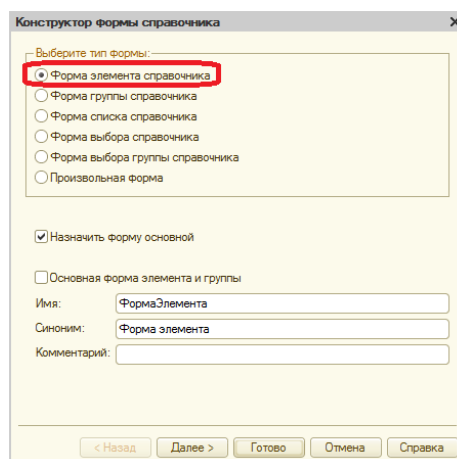 Конструктор формы справочника
Выберите тип формы:
Форма элемента справочника
Форма группы справочника
Форма списка справочника
Форма выбора справочника
Форма выбора группы справочника
Произвольная форма
Назначить форму основной
Основная форма элемента и группы
Имя: ФормаЭлемента
Синоним: Форма элемента
Комментарий:
< Назад Далее > Готово Отмена Справка